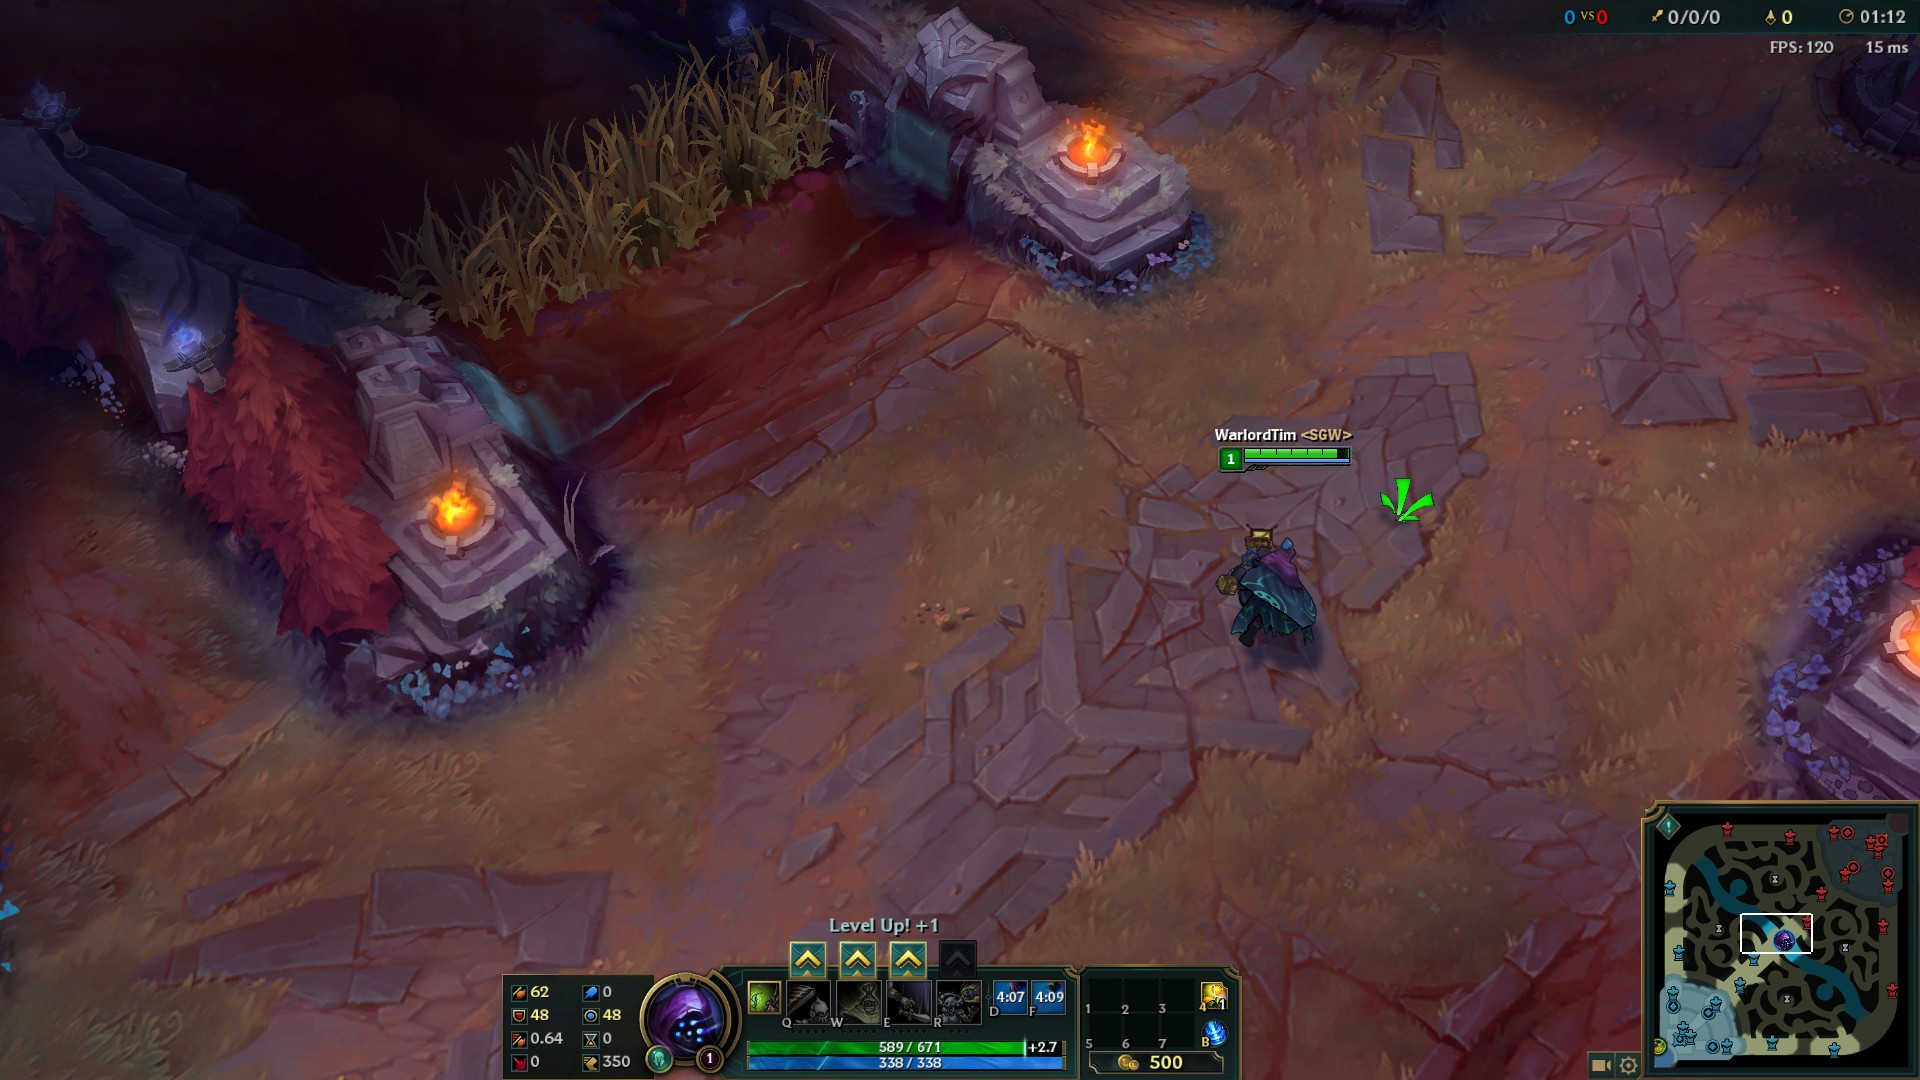 0 vs 0 0/0/0 0 01:12
FPS: 120 15 ms
WarlordTim <SGW>
1
Level Up! +1
62 0
48 48
0.64 0
0 350
1
Q W E R
4:07 4:09
D F
589 / 671 +2.7
338 / 338
1 2 3 4 1
5 6 7 B
500